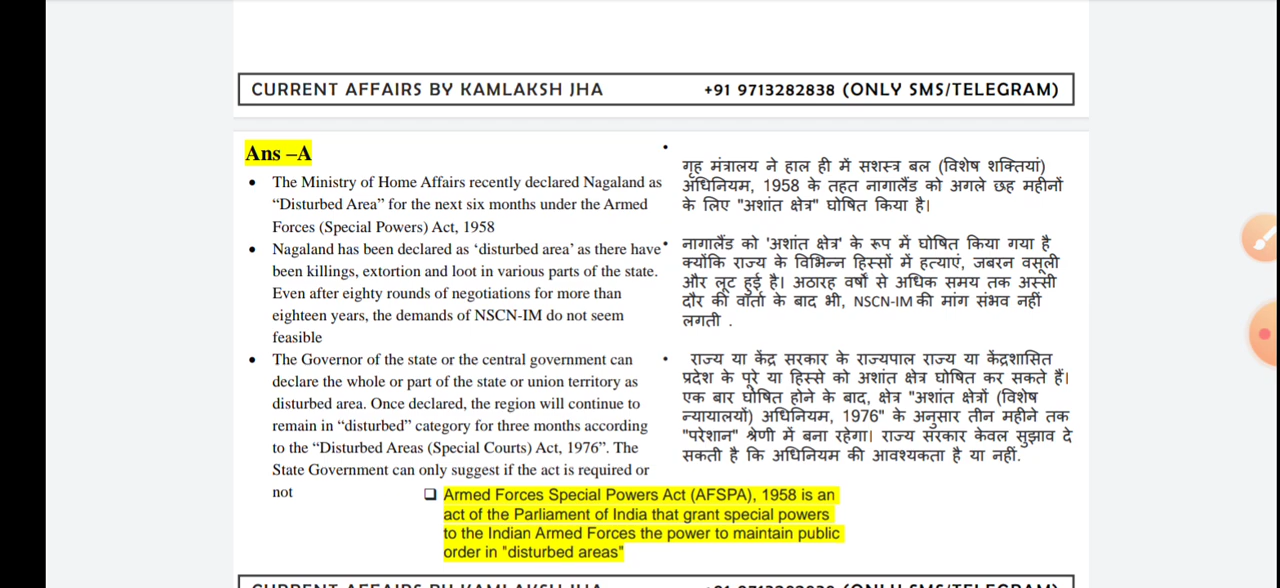 CURRENT AFFAIRS BY KAMLAKSH JHA +91 9713282838 (ONLY SMS/TELEGRAM)
Ans –A
• The Ministry of Home Affairs recently declared Nagaland as
“Disturbed Area” for the next six months under the Armed
Forces (Special Powers) Act, 1958
• Nagaland has been declared as ‘disturbed area’ as there have
been killings, extortion and loot in various parts of the state.
Even after eighty rounds of negotiations for more than
eighteen years, the demands of NSCN-IM do not seem
feasible
• The Governor of the state or the central government can
declare the whole or part of the state or union territory as
disturbed area. Once declared, the region will continue to
remain in “disturbed” category for three months according
to the “Disturbed Areas (Special Courts) Act, 1976”. The
State Government can only suggest if the act is required or
not
•
गृह मंत्रालय ने हाल ही में सशस्त्र बल (विशेष शक्तियां)
अधिनियम, 1958 के तहत नागालैंड को अगले छह महीनों
के लिए "अशांत क्षेत्र" घोषित किया है।
• नागालैंड को 'अशांत क्षेत्र' के रूप में घोषित किया गया है
क्योंकि राज्य के विभिन्न हिस्सों में हत्याएं, जबरन वसूली
और लूट हुई है। अठारह वर्षों से अधिक समय तक अस्सी
दौर की वार्ता के बाद भी, NSCN-IM की मांग संभव नहीं
लगती .
• राज्य या केंद्र सरकार के राज्यपाल राज्य या केंद्रशासित
प्रदेश के पूरे या हिस्से को अशांत क्षेत्र घोषित कर सकते हैं।
एक बार घोषित होने के बाद, क्षेत्र "अशांत क्षेत्रों (विशेष
न्यायालयों) अधिनियम, 1976" के अनुसार तीन महीने तक
"परेशान" श्रेणी में बना रहेगा। राज्य सरकार केवल सुझाव दे
सकती है कि अधिनियम की आवश्यकता है या नहीं.
❑ Armed Forces Special Powers Act (AFSPA), 1958 is an
act of the Parliament of India that grant special powers
to the Indian Armed Forces the power to maintain public
order in "disturbed areas"
CURRENT AFFAIRS BY KAMLAKSH JHA +91 9713282838 (ONLY SMS/TELEGRAM)